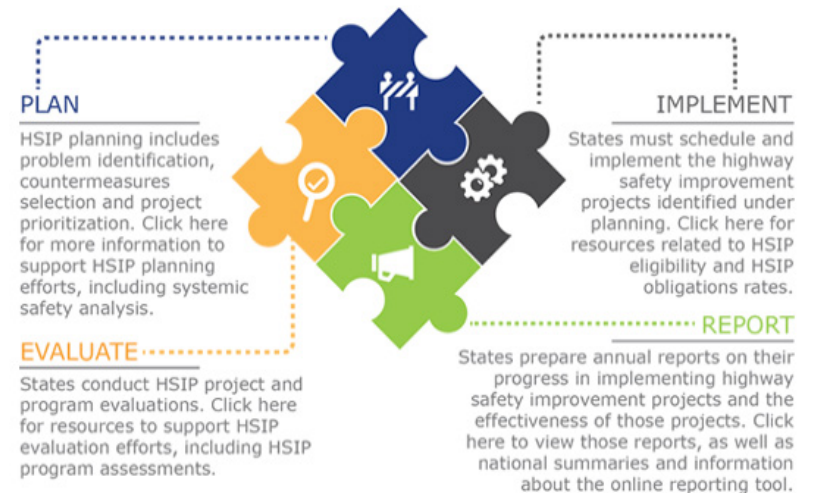 PLAN
HSIP planning includes
problem identification,
countermeasures
selection and project
prioritization. Click here
for more information to
support HSIP planning
efforts, including systemic
safety analysis.
IMPLEMENT
States must schedule and
implement the highway
safety improvement
projects identified under
planning. Click here for
resources related to HSIP
eligibility and HSIP
obligations rates.
EVALUATE
States conduct HSIP project and
program evaluations. Click here
for resources to support HSIP
evaluation efforts, including HSIP
program assessments.
REPORT
States prepare annual reports on their
progress in implementing highway
safety improvement projects and the
effectiveness of those projects. Click
here to view those reports, as well as
national summaries and information
about the online reporting tool.